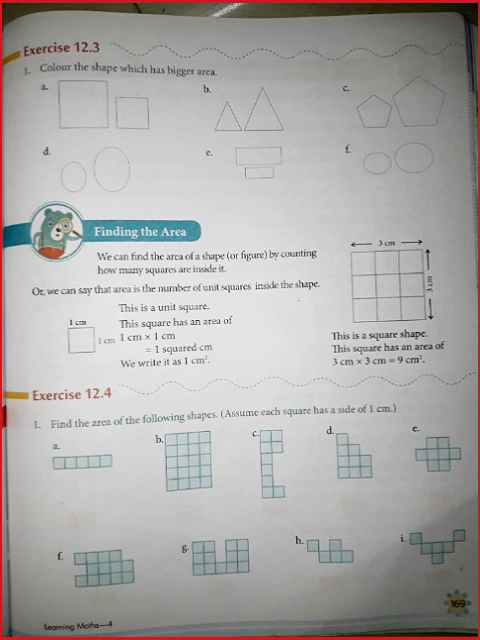 Exercise 12.3
1. Colour the shape which has bigger area.
a. b. c.
d. e. f.
Finding the Area
We can find the area of a shape (or figure) by counting
how many squares are inside it.
Or, we can say that area is the number of unit squares inside the shape.
3 cm
3 cm
This is a unit square.
1 cm
This square has an area of
1 cm
1 cm × 1 cm
= 1 squared cm
We write it as 1 cm².
This is a square shape.
This square has an area of
3 cm × 3 cm = 9 cm².
Exercise 12.4
1. Find the area of the following shapes. (Assume each square has a side of 1 cm.)
a. b. c. d. e.
f. g. h. i.
169
Learning Maths—4